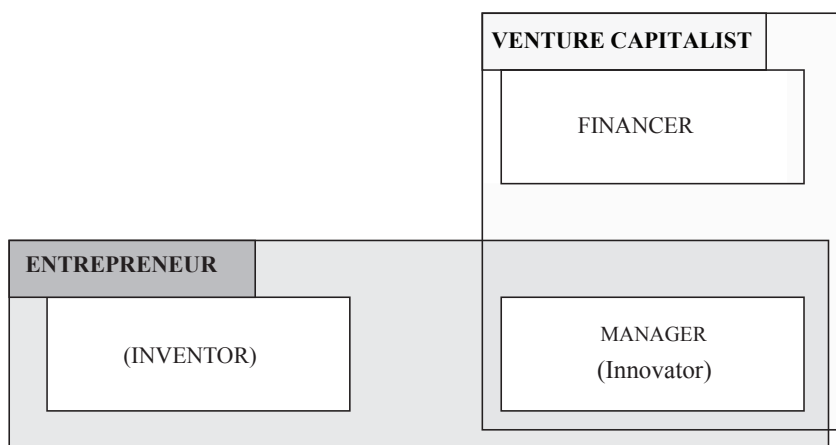 VENTURE CAPITALIST
FINANCER
ENTREPRENEUR
(INVENTOR)
MANAGER
(Innovator)